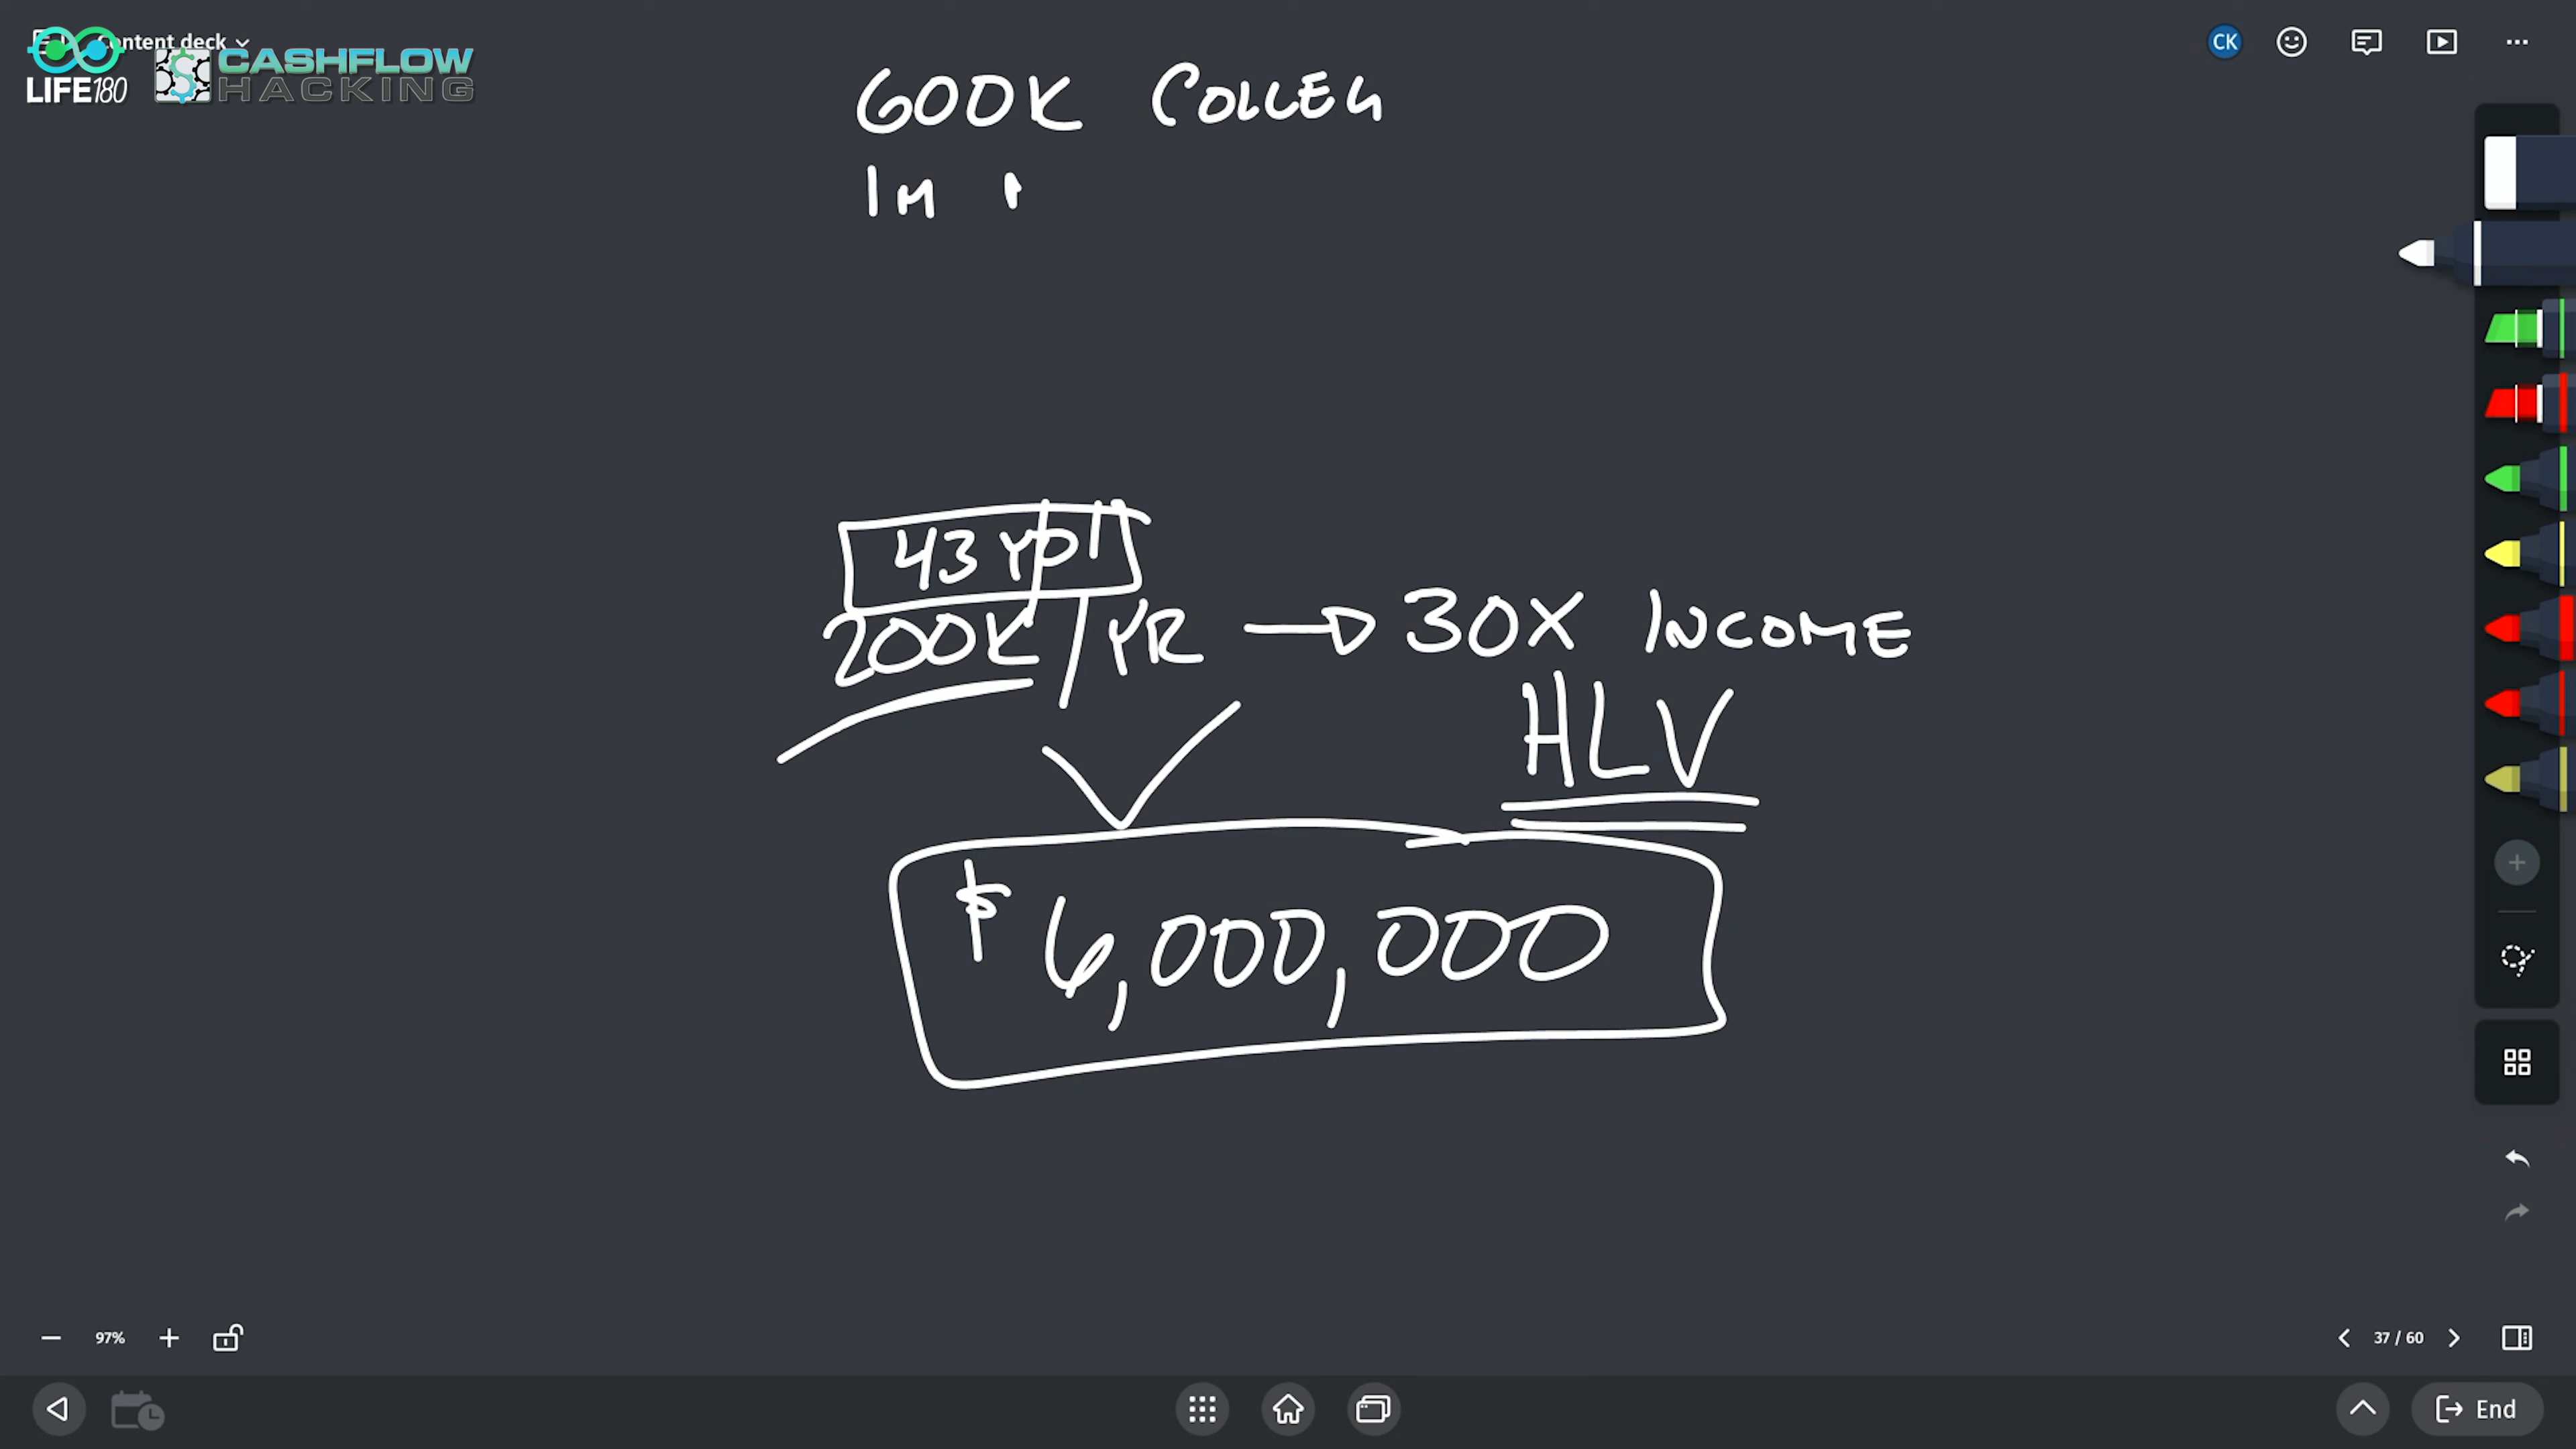 Content deck
LIFE180
CASHFLOW
HACKING
CK
600K COLLEG
1M
43 YO
200K/YR → 30X INCOME
HLV
$6,000,000
97%
37 / 60
End